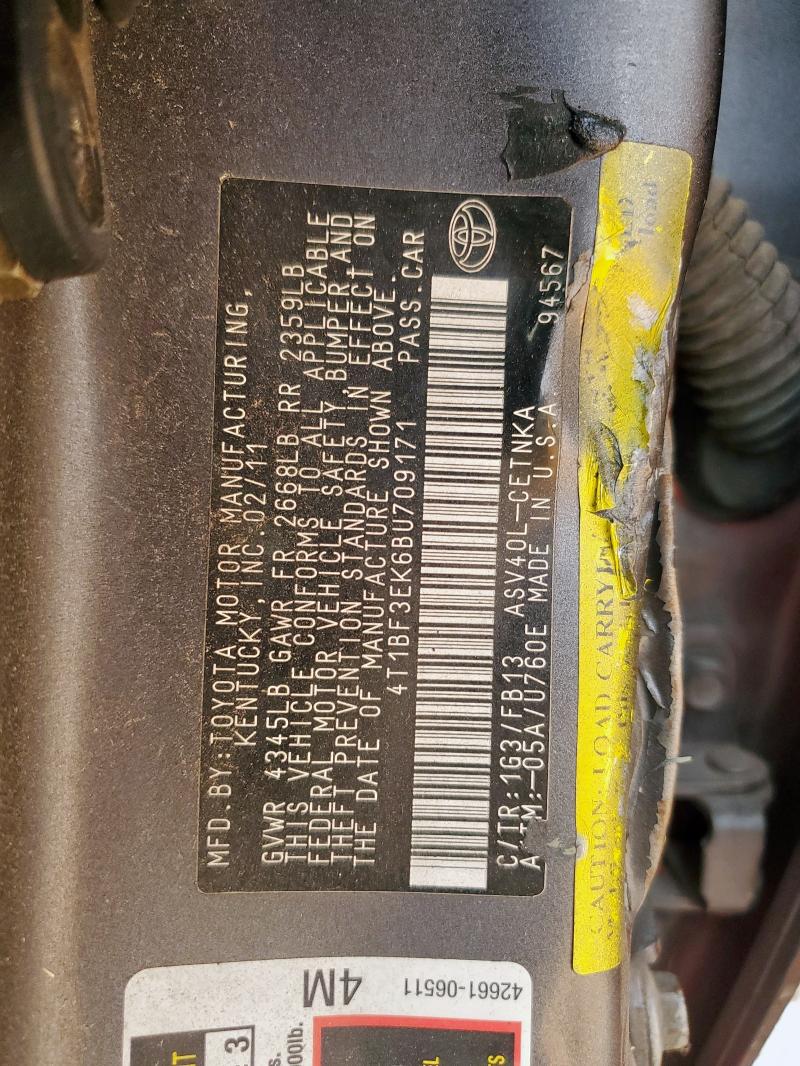 MFD.BY:TOYOTA MOTOR MANUFACTURING,
KENTUCKY, INC.02/11
GVWR 4345LB GAWR FR 2668LB RR 2359LB
THIS VEHICLE CONFORMS TO ALL APPLICABLE
FEDERAL MOTOR VEHICLE SAFETY, BUMPER,AND
THEFT PREVENTION STANDARDS IN EFFECT ON
THE DATE OF MANUFACTURE SHOWN ABOVE.
4T1BF3EK6BU709171 PASS.CAR
C/TR:1G3/FB13 ASV40L-CETNKA 94567
A/TM:-05A/U760E MADE IN U.S.A
CAUTION: LOAD CARRY
load
4M
42661-06511
3